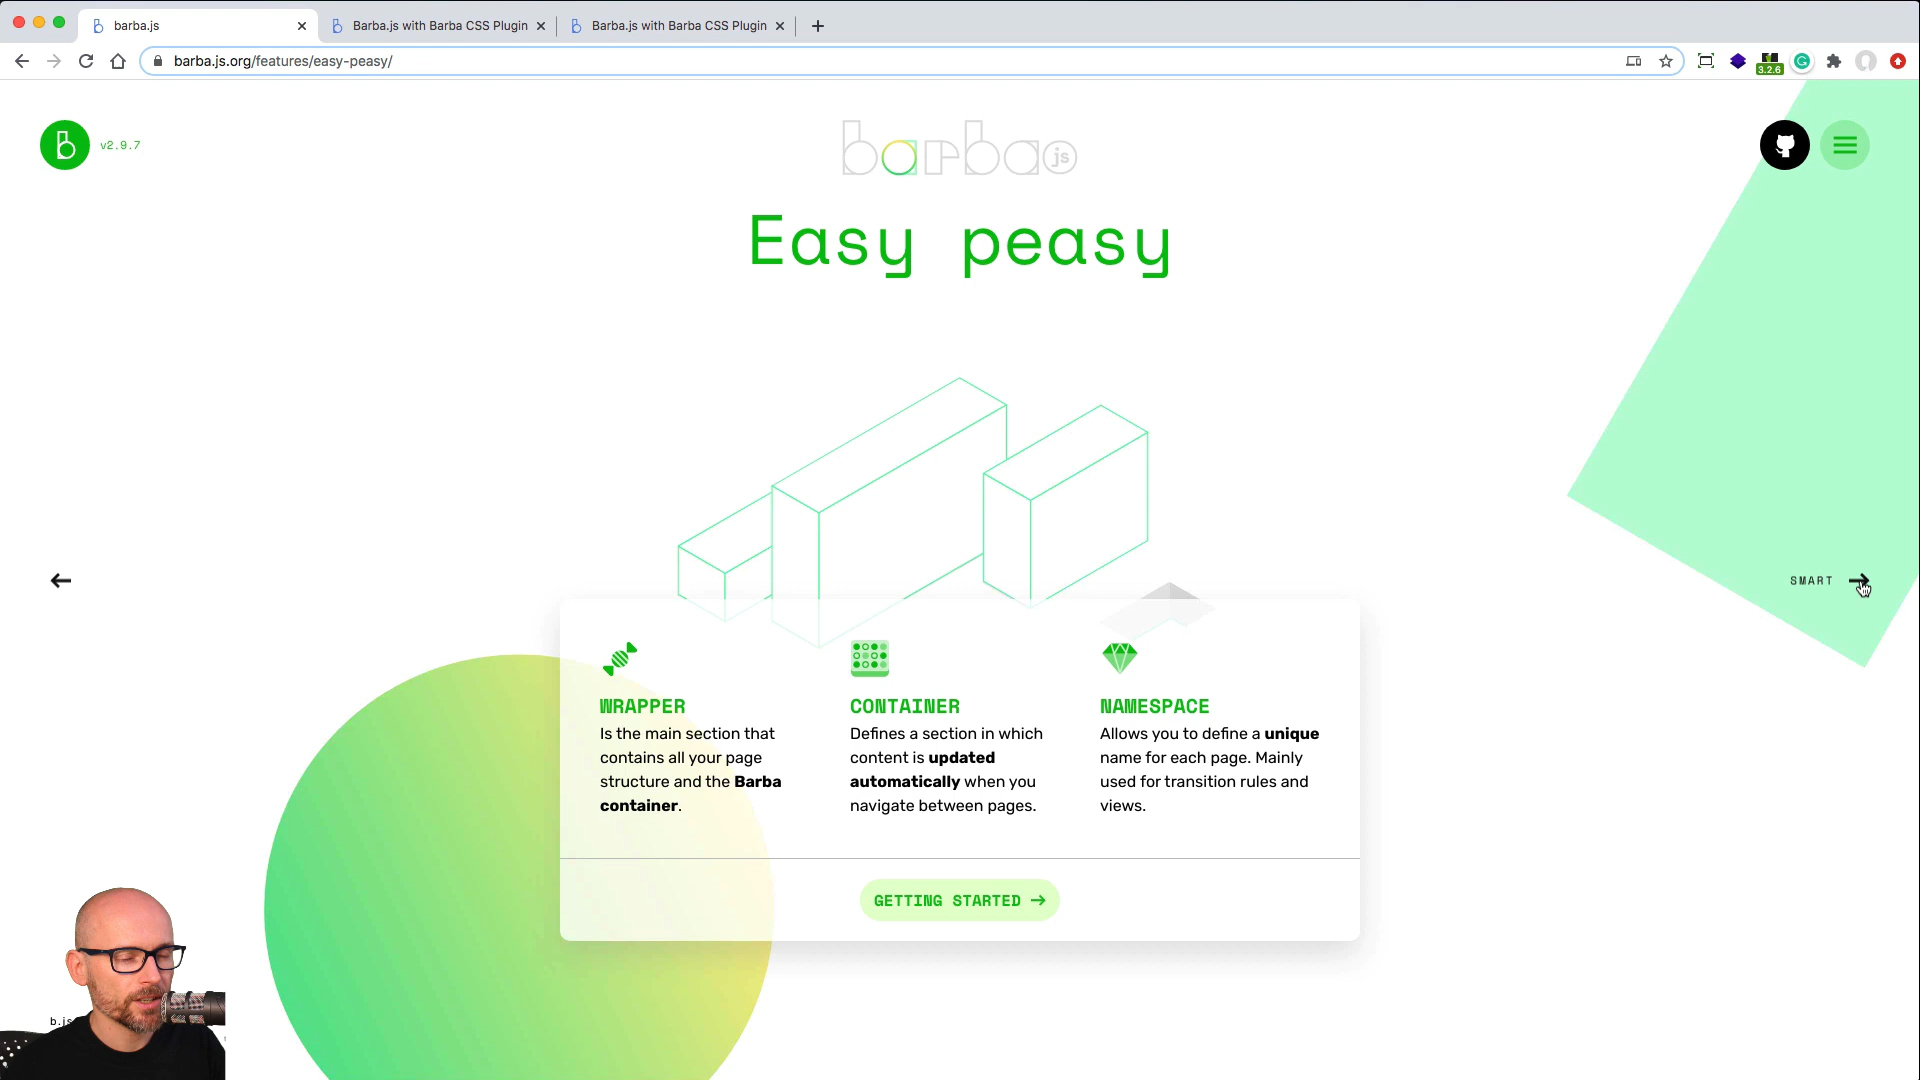 barba.js
Barba.js with Barba CSS Plugin
Barba.js with Barba CSS Plugin
barba.js.org/features/easy-peasy/
3.2.6
v2.9.7
barba js
Easy peasy
SMART
WRAPPER
Is the main section that
contains all your page
structure and the Barba
container.
CONTAINER
Defines a section in which
content is updated
automatically when you
navigate between pages.
NAMESPACE
Allows you to define a unique
name for each page. Mainly
used for transition rules and
views.
GETTING STARTED
b.js